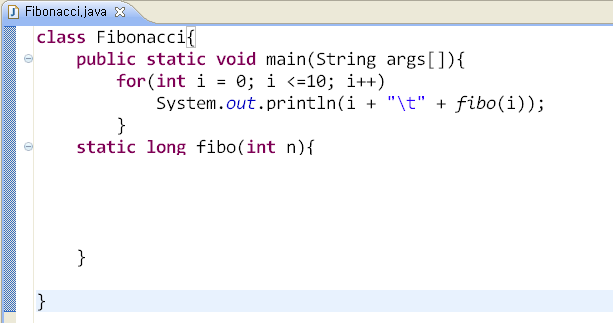 Fibonacci.java
class Fibonacci{
public static void main(String args[]){
for(int i = 0; i <=10; i++)
System.out.println(i + "\t" + fibo(i));
}
static long fibo(int n){
}
}